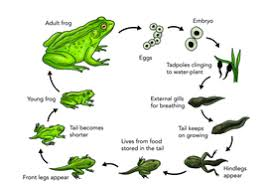 Adult frog
Embryo
Eggs
Tadpoles clinging
to water-plant
Young frog
External gills
for breathing
Tail becomes
shorter
Tail keeps
on growing
Lives from food
stored in the tail
Hindlegs
appear
Front legs appear